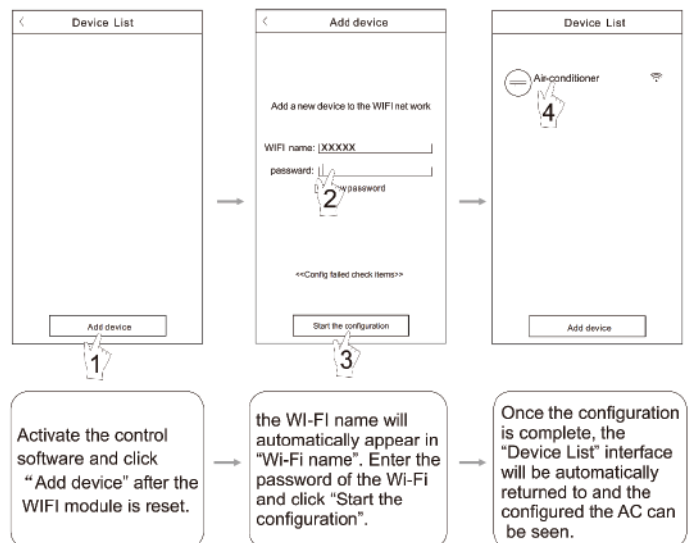 Device List
Add device
1
Add device
Add a new device to the WIFI net work
WIFI name: XXXXX
passward:
password
2
<<Config failed check items>>
Start the configuration
3
Device List
Air-conditioner
4
Add device
Activate the control
software and click
“Add device” after the
WIFI module is reset.
the WI-FI name will
automatically appear in
“Wi-Fi name”. Enter the
password of the Wi-Fi
and click “Start the
configuration”.
Once the configuration
is complete, the
“Device List” interface
will be automatically
returned to and the
configured the AC can
be seen.